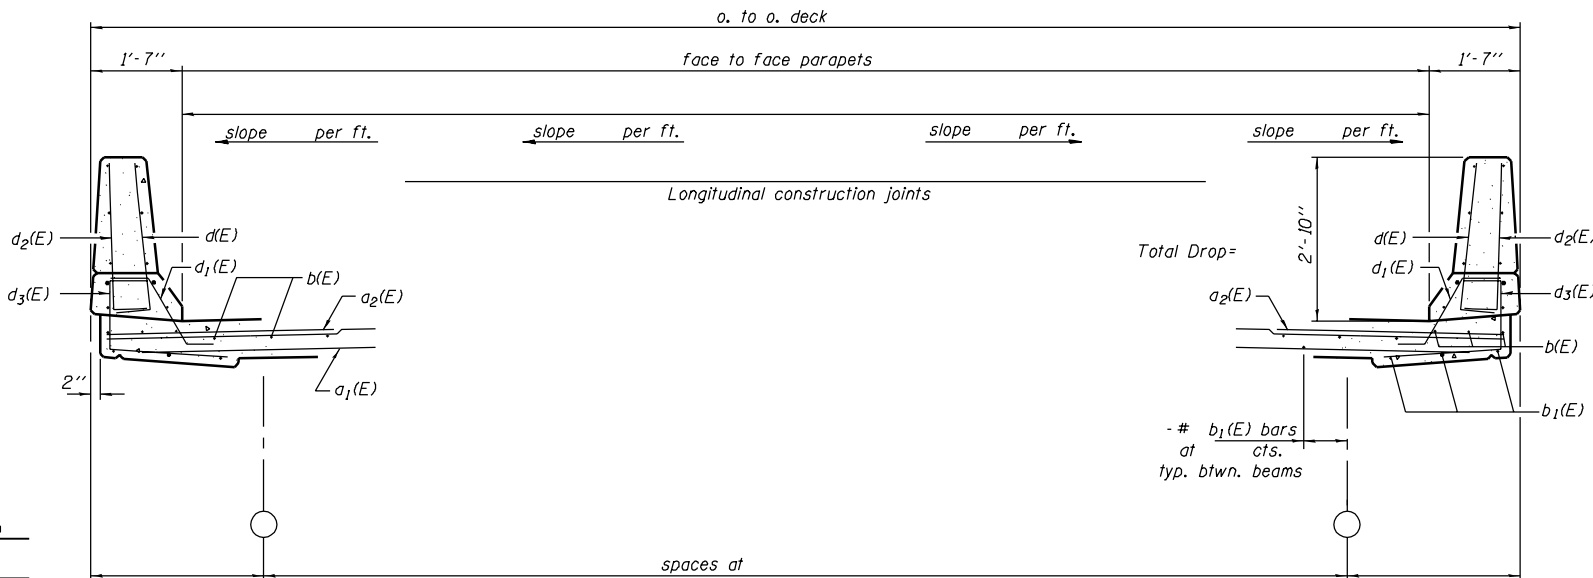 o. to o. deck
1'-7''
face to face parapets
1'-7''
slope per ft.
slope per ft.
slope per ft.
slope per ft.
Longitudinal construction joints
2'-10''
d2(E)
d(E)
d(E)
d2(E)
Total Drop=
d1(E)
b(E)
d1(E)
d3(E)
a2(E)
a2(E)
d3(E)
b(E)
2''
a1(E)
b1(E)
- # b1(E) bars
at cts.
typ. btwn. beams
spaces at